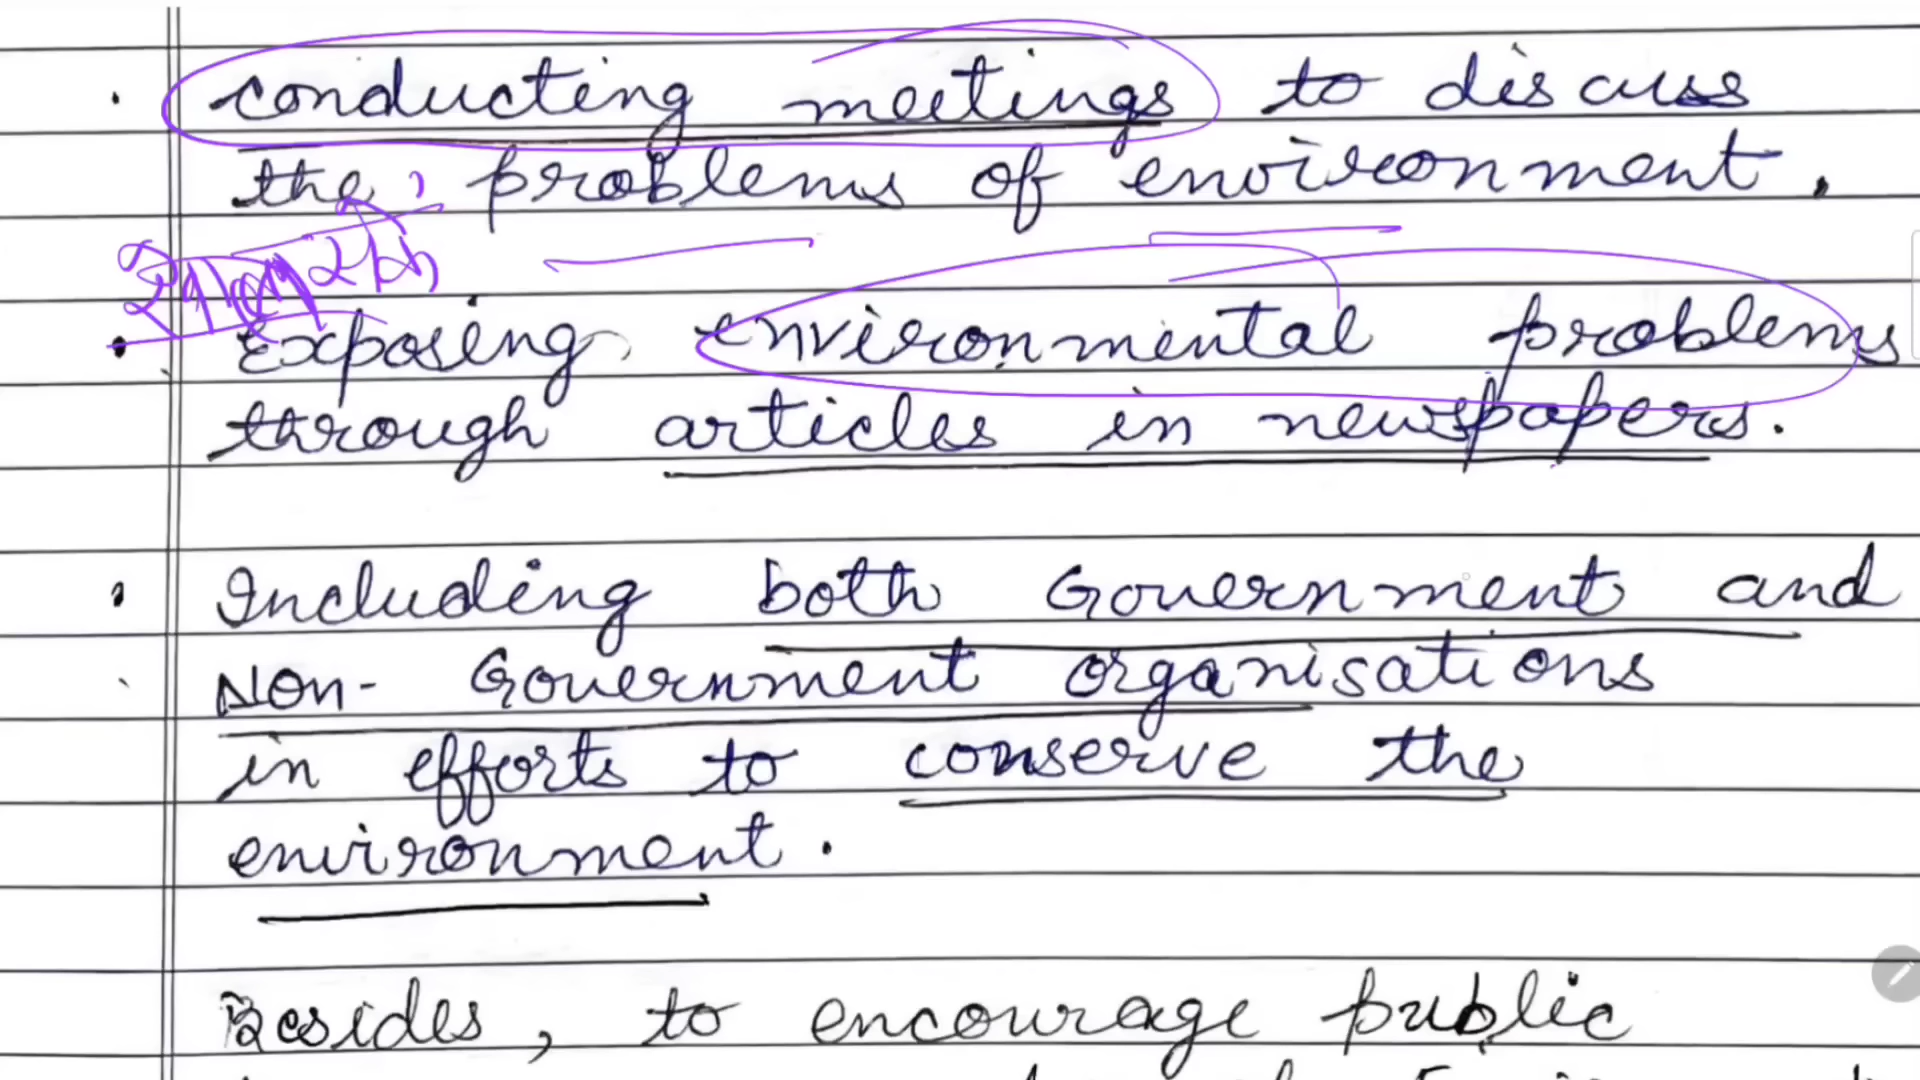 · conducting meetings to discuss
the problems of environment.
· Exposing environmental problems
through articles in newspapers.
· Including both Government and
Non-Government organisations
in efforts to conserve the
environment.
Besides, to encourage public